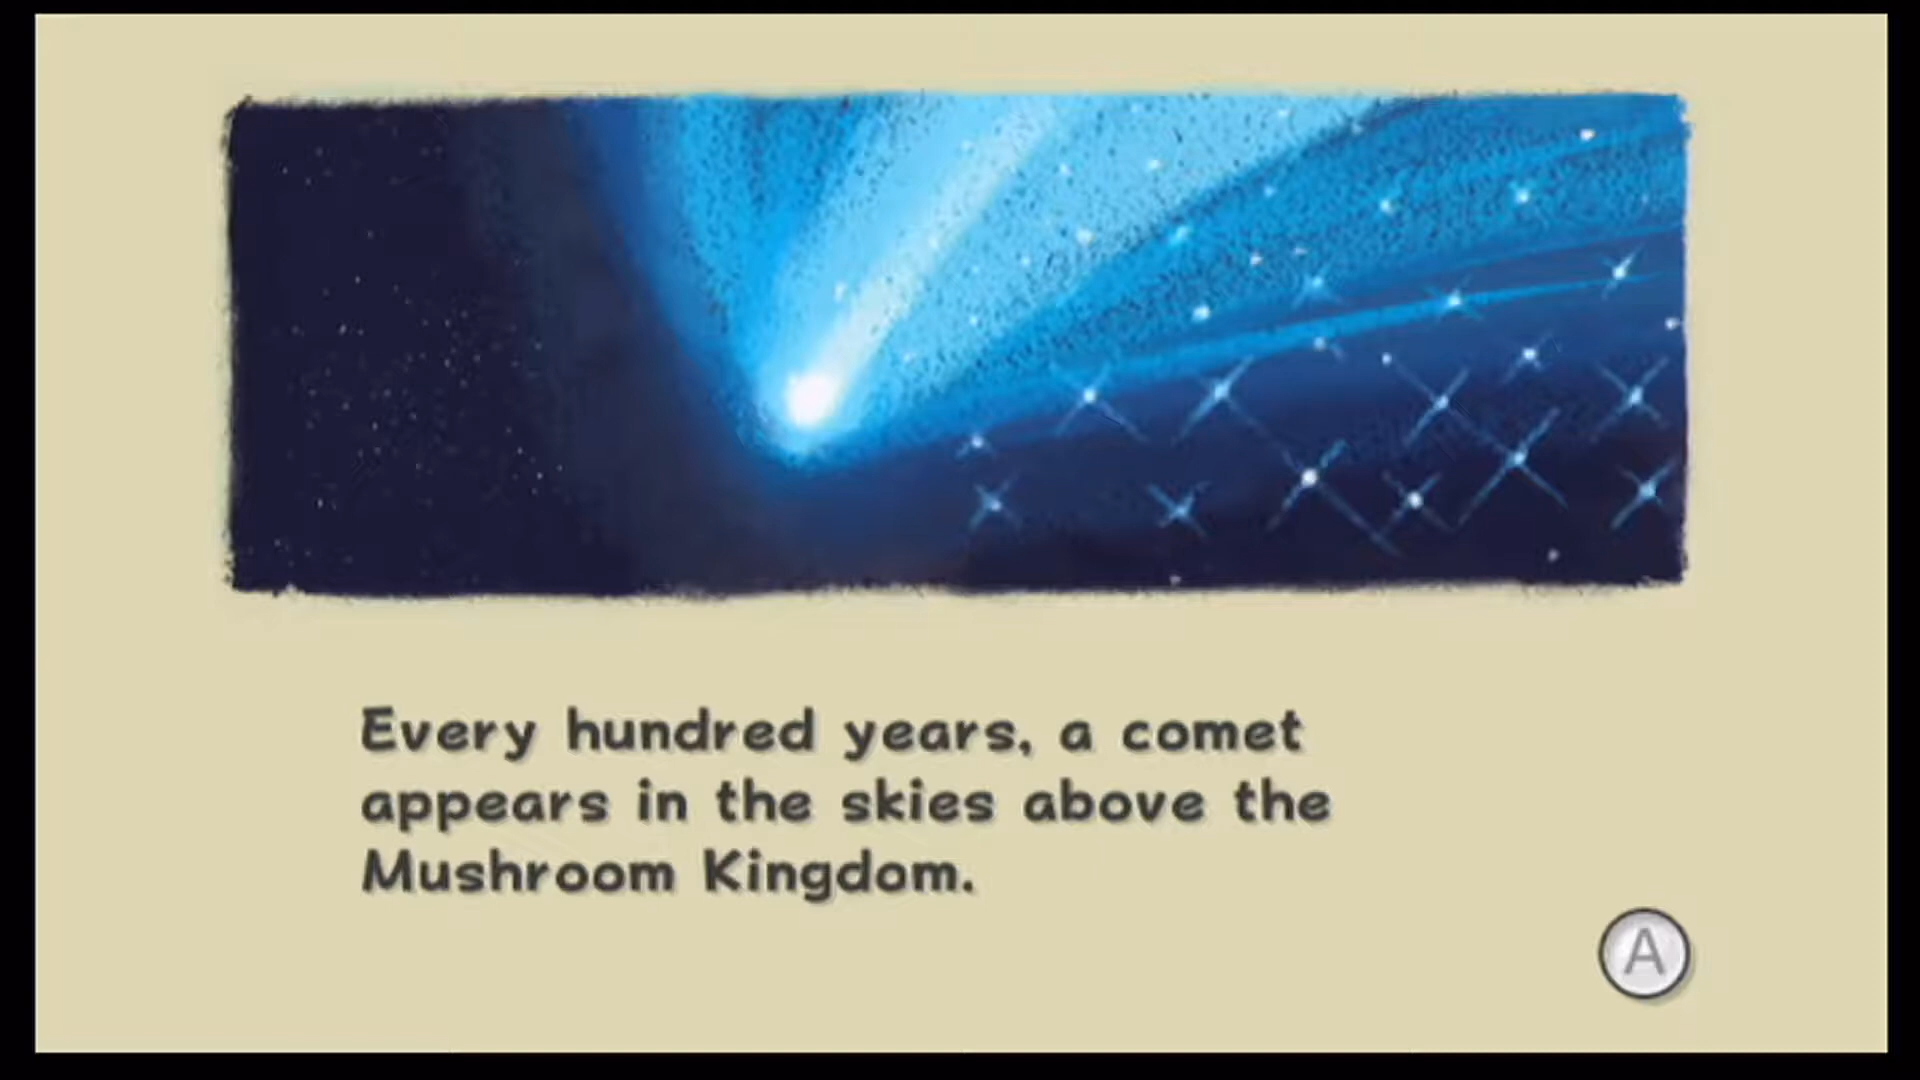 Every hundred years, a comet
appears in the skies above the
Mushroom Kingdom.
A